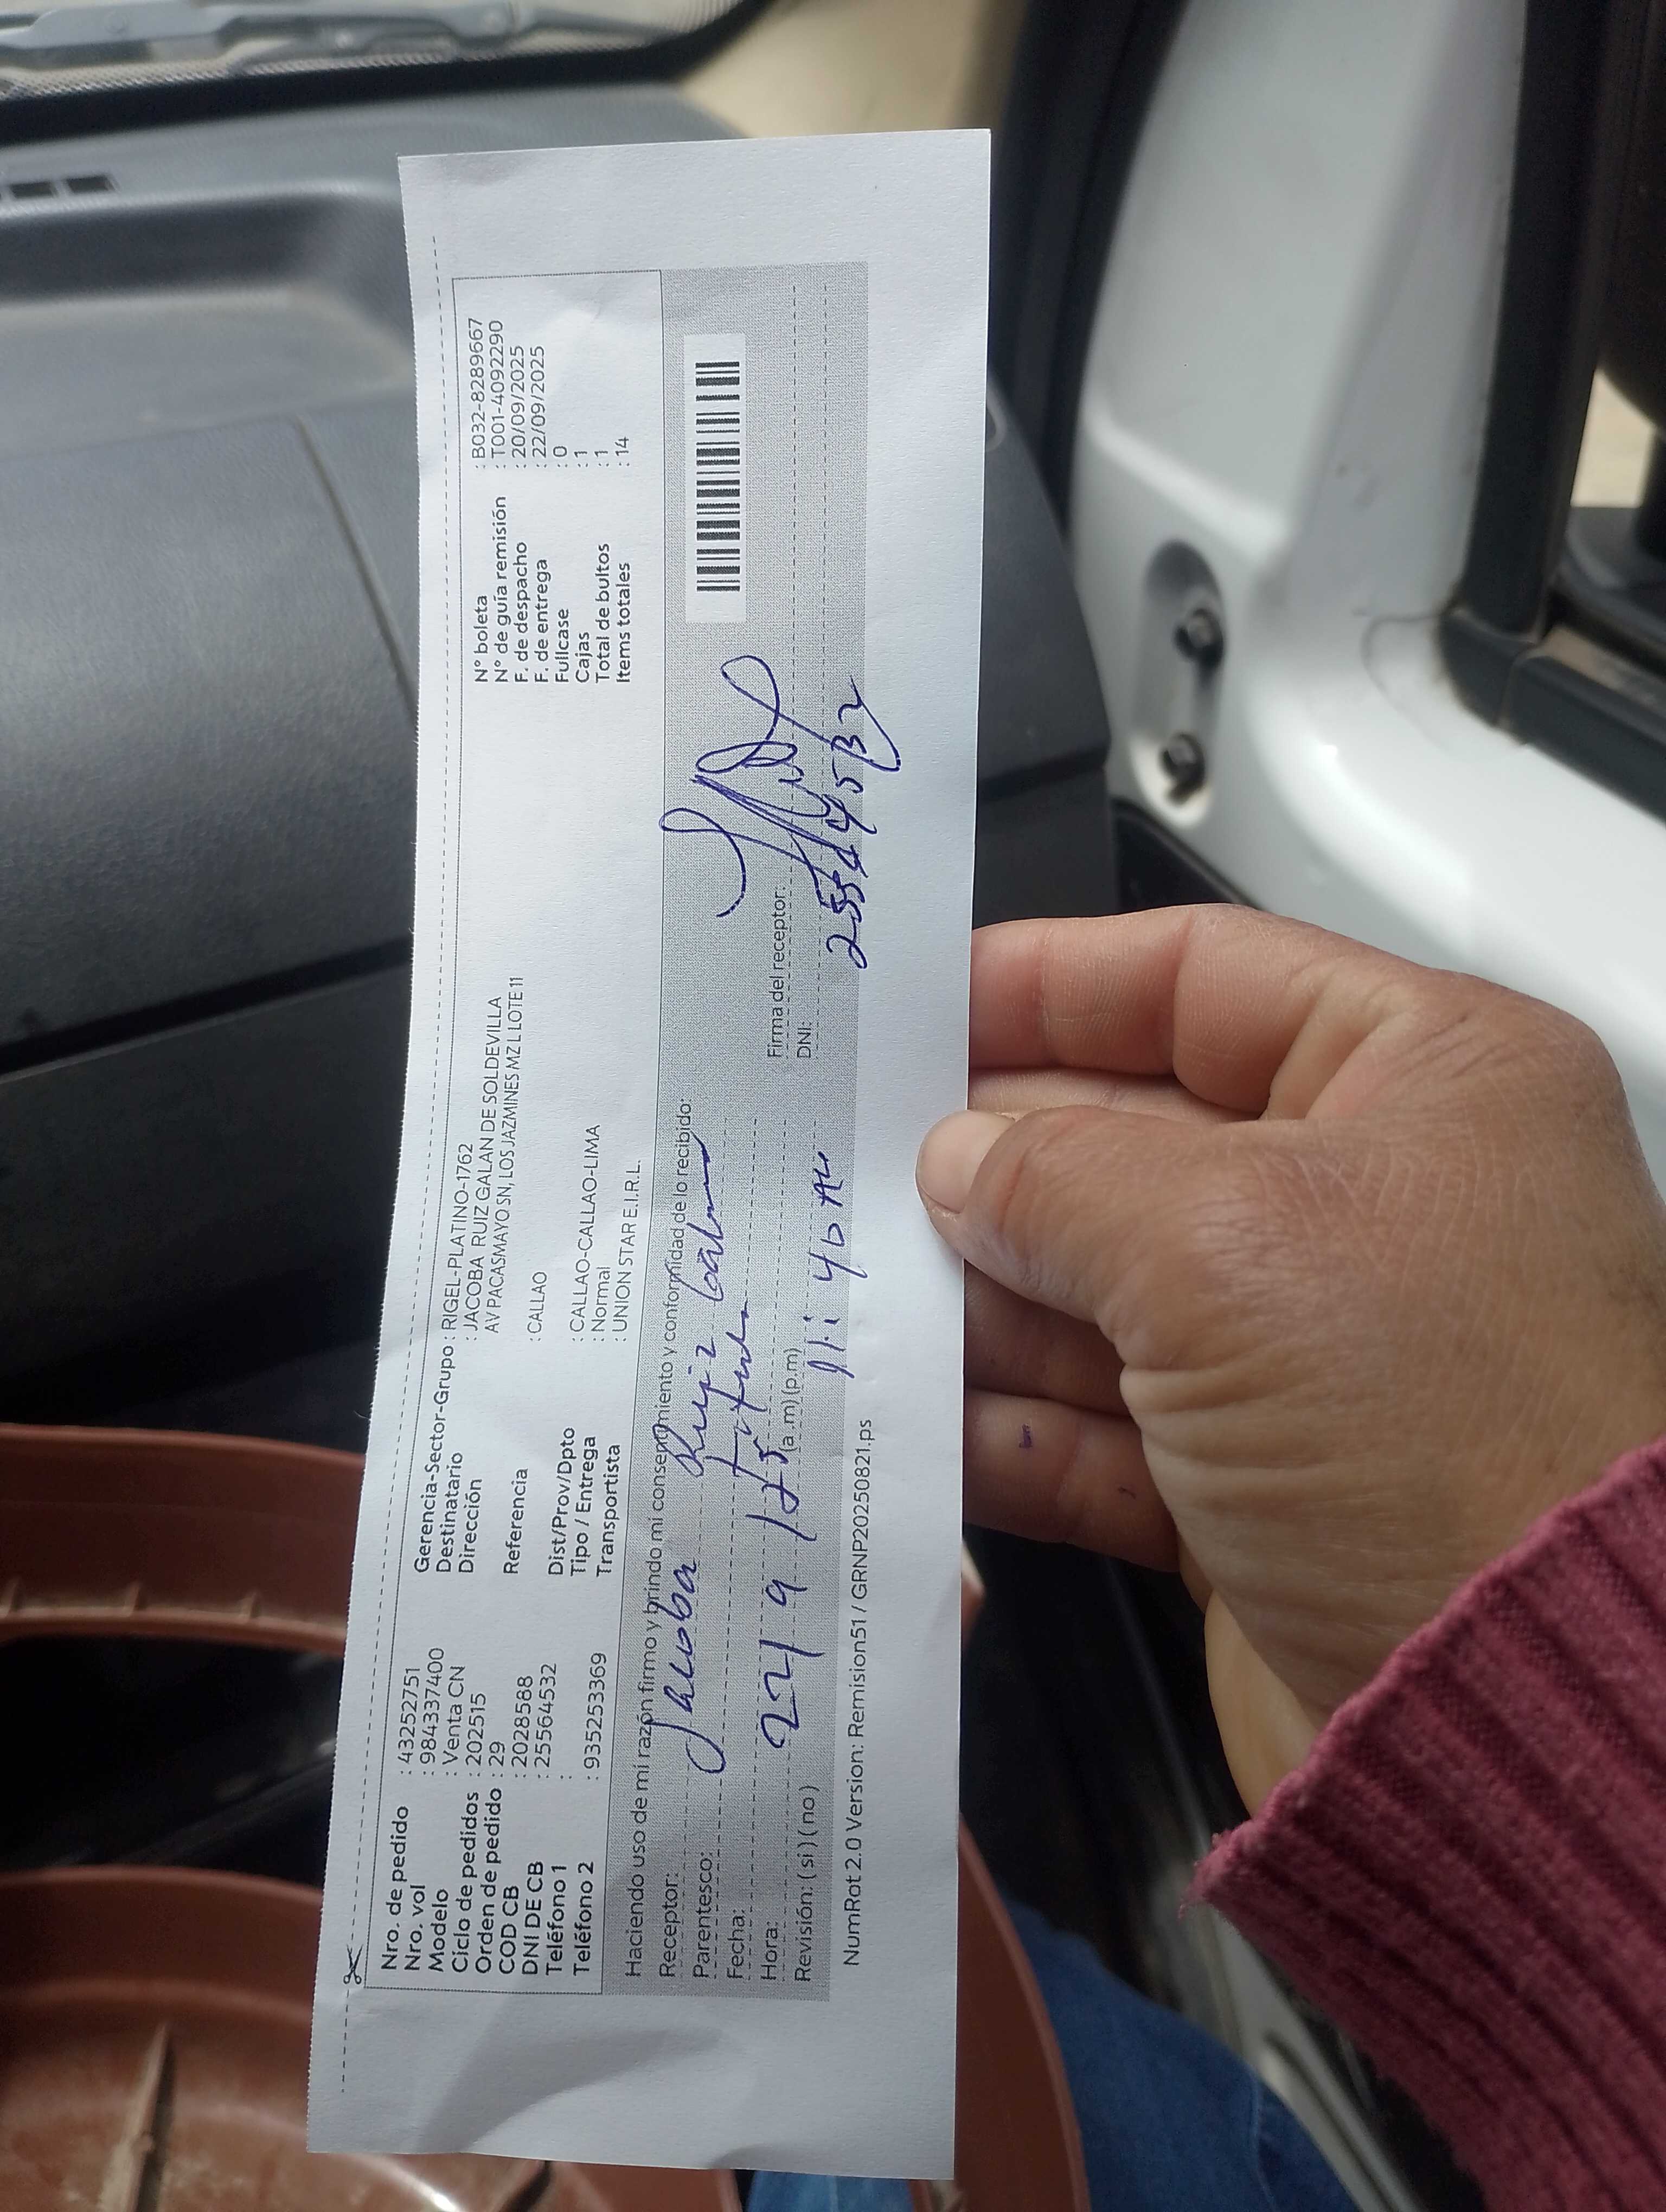 Nro. de pedido : 43252751
Nro. vol : 984337400
Modelo : Venta CN
Ciclo de pedidos : 202515
Orden de pedido : 29
COD CB : 2028588
DNI DE CB : 25564532
Teléfono 1 :
Teléfono 2 : 935253369
Gerencia-Sector-Grupo : RIGEL-PLATINO-1762
Destinatario : JACOBA RUIZ GALAN DE SOLDEVILLA
Dirección AV PACASMAYO SN, LOS JAZMINES MZ L LOTE 11
Referencia : CALLAO
Dist/Prov/Dpto : CALLAO-CALLAO-LIMA
Tipo / Entrega : Normal
Transportista : UNION STAR E.I.R.L.
N° boleta : B032-8289667
N° de guía remisión : T001-4092290
F. de despacho : 20/09/2025
F. de entrega : 22/09/2025
Fullcase : 0
Cajas : 1
Total de bultos : 1
Items totales : 14
Haciendo uso de mi razón firmo y brindo mi consentimiento y conformidad de lo recibido:
Receptor: Jacoba Ruiz
Parentesco:
Fecha: 22/ 9 /25
Hora: (a.m) (p.m) 11: 40 AM
Revisión: ( si ) ( no )
Firma del receptor:
DNI:
NumRot 2.0 Version: Remision51 / GRNP20250821.ps